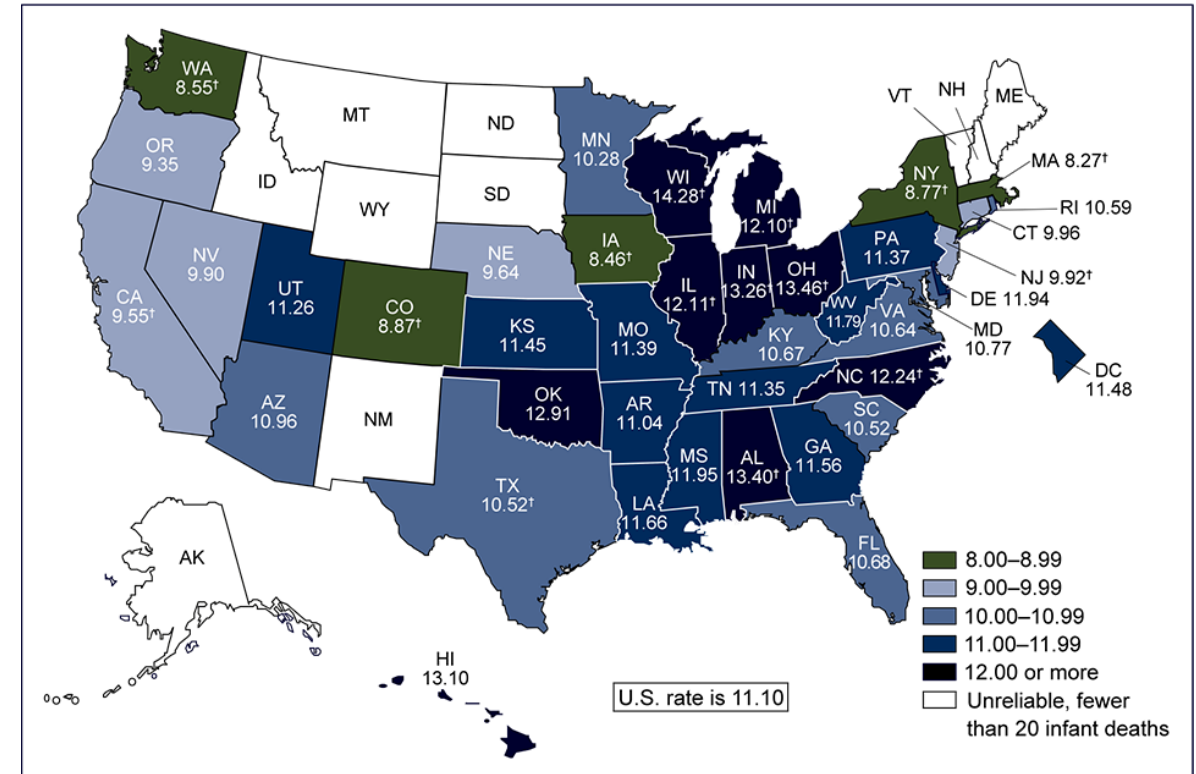 WA
8.55†
OR
9.35
CA
9.55†
NV
9.90
ID
MT
WY
UT
11.26
AZ
10.96
CO
8.87†
NM
ND
SD
NE
9.64
KS
11.45
OK
12.91
TX
10.52†
MN
10.28
IA
8.46†
MO
11.39
AR
11.04
LA
11.66
WI
14.28†
IL
12.11†
MI
12.10†
IN
13.26†
OH
13.46†
KY
10.67
TN 11.35
MS
11.95
AL
13.40†
GA
11.56
FL
10.68
SC
10.52
NC 12.24†
VA
10.64
WV
11.79
PA
11.37
NY
8.77†
VT
NH
ME
MA 8.27†
RI 10.59
CT 9.96
NJ 9.92†
DE 11.94
MD
10.77
DC
11.48
AK
HI
13.10
U.S. rate is 11.10
8.00–8.99
9.00–9.99
10.00–10.99
11.00–11.99
12.00 or more
Unreliable, fewer
than 20 infant deaths